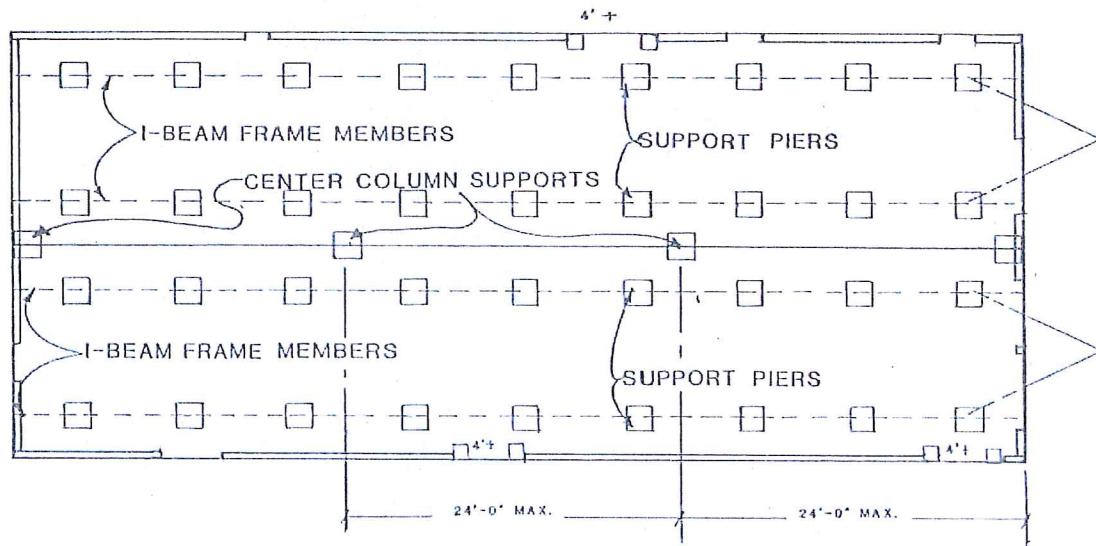 4' +
I-BEAM FRAME MEMBERS
SUPPORT PIERS
CENTER COLUMN SUPPORTS
I-BEAM FRAME MEMBERS
SUPPORT PIERS
4'+
4'+
24'-0" MAX.
24'-0" MAX.